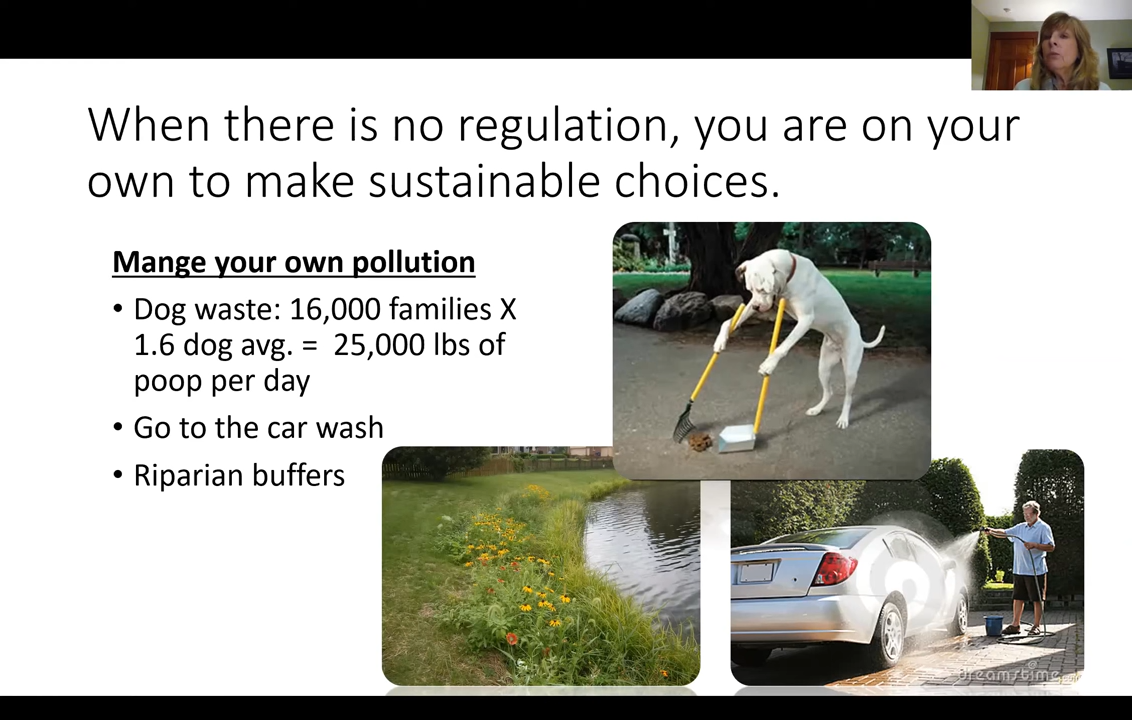 When there is no regulation, you are on your
own to make sustainable choices.
Mange your own pollution
• Dog waste: 16,000 families X
1.6 dog avg. = 25,000 lbs of
poop per day
• Go to the car wash
• Riparian buffers
dreamstime